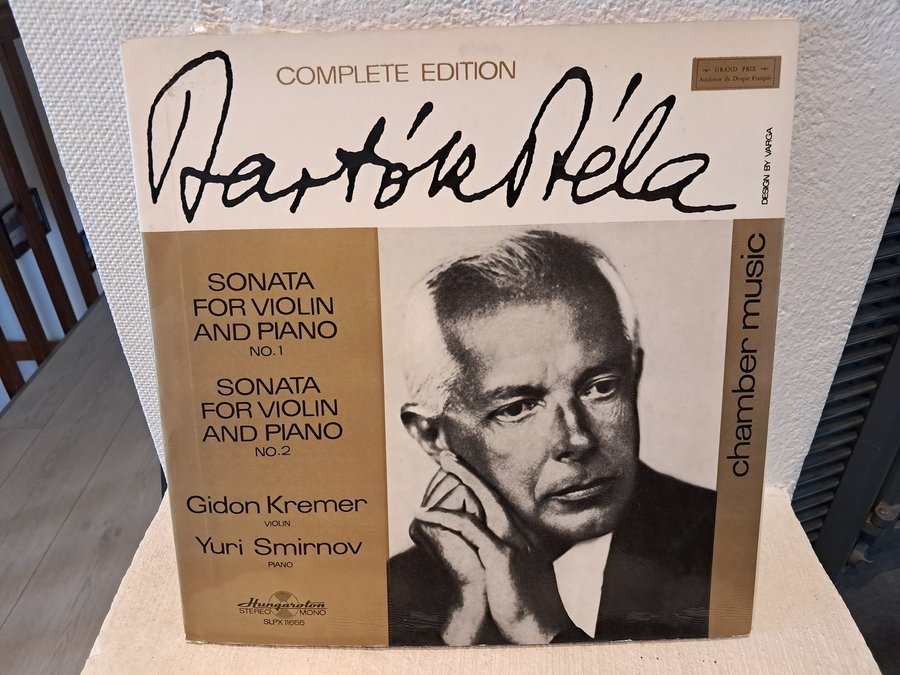 COMPLETE EDITION
GRAND PRIX
Académie du Disque Français
Bartók Béla
DESIGN BY VARGA
SONATA
FOR VIOLIN
AND PIANO
NO. 1
SONATA
FOR VIOLIN
AND PIANO
NO. 2
Gidon Kremer
VIOLIN
Yuri Smirnov
PIANO
chamber music
Hungaroton
STEREO MONO
SLPX 11655